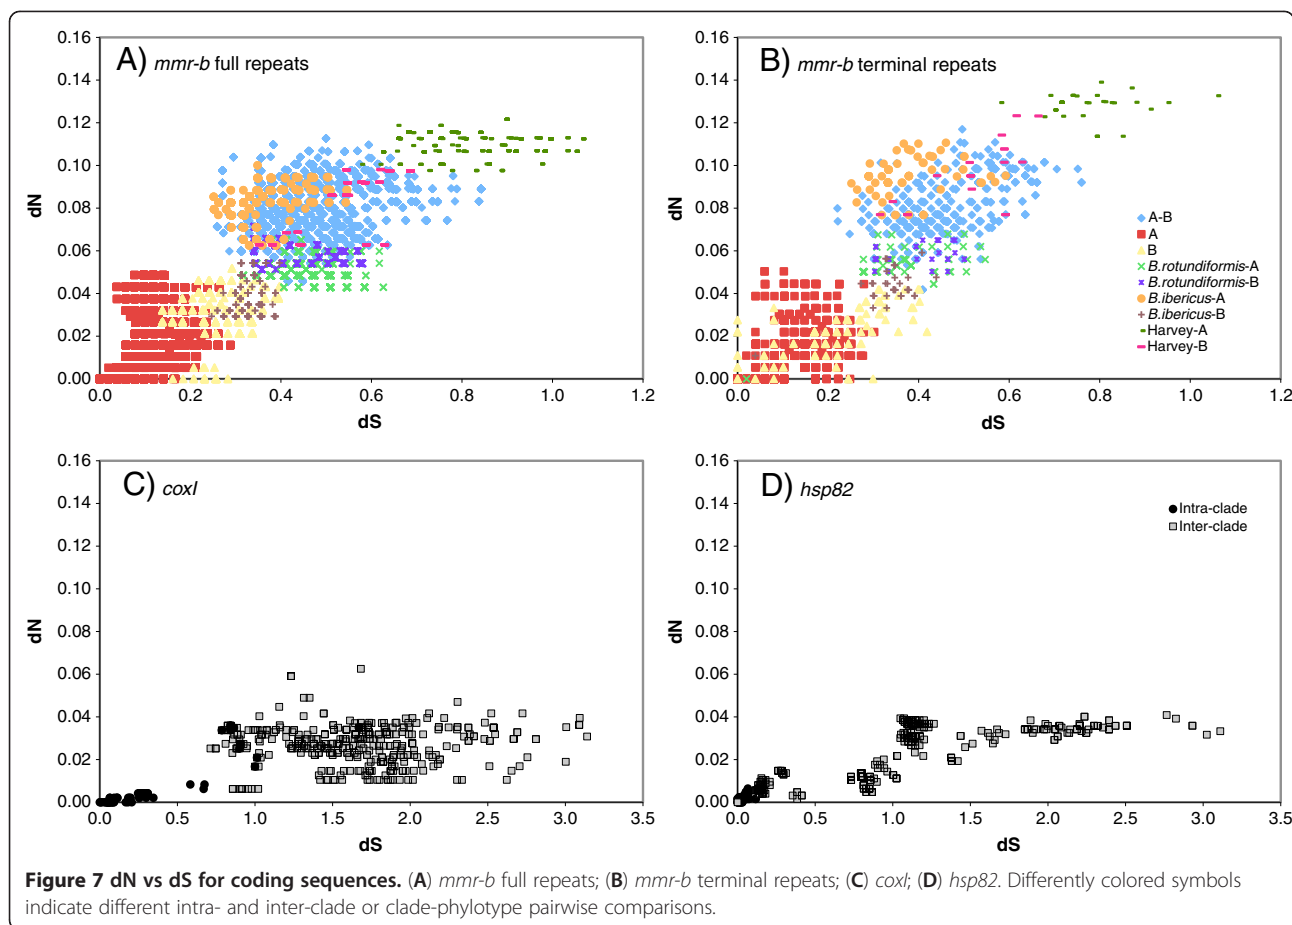 A) mmr-b full repeats
0.16
0.14
0.12
0.10
0.08
0.06
0.04
0.02
0.00
dN
0.0 0.2 0.4 0.6 0.8 1.0 1.2
dS
B) mmr-b terminal repeats
0.16
0.14
0.12
0.10
0.08
0.06
0.04
0.02
0.00
dN
0.0 0.2 0.4 0.6 0.8 1.0 1.2
dS
A-B
A
B
B.rotundiformis-A
B.rotundiformis-B
B.ibericus-A
B.ibericus-B
Harvey-A
Harvey-B
C) coxI
0.16
0.14
0.12
0.10
0.08
0.06
0.04
0.02
0.00
dN
0.0 0.5 1.0 1.5 2.0 2.5 3.0 3.5
dS
D) hsp82
0.16
0.14
0.12
0.10
0.08
0.06
0.04
0.02
0.00
dN
0.0 0.5 1.0 1.5 2.0 2.5 3.0 3.5
dS
Intra-clade
Inter-clade
Figure 7 dN vs dS for coding sequences. (A) mmr-b full repeats; (B) mmr-b terminal repeats; (C) coxI; (D) hsp82. Differently colored symbols
indicate different intra- and inter-clade or clade-phylotype pairwise comparisons.